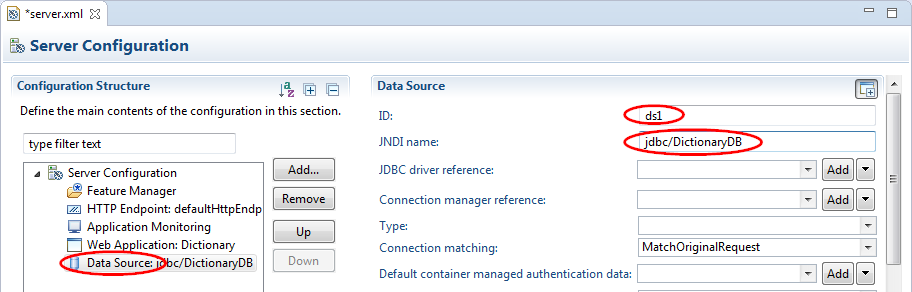 *server.xml
Server Configuration
Configuration Structure
Define the main contents of the configuration in this section.
type filter text
Server Configuration
Feature Manager
HTTP Endpoint: defaultHttpEndp
Application Monitoring
Web Application: Dictionary
Data Source: jdbc/DictionaryDB
Add...
Remove
Up
Down
Data Source
ID: ds1
JNDI name: jdbc/DictionaryDB
JDBC driver reference: Add
Connection manager reference: Add
Type:
Connection matching: MatchOriginalRequest
Default container managed authentication data: Add